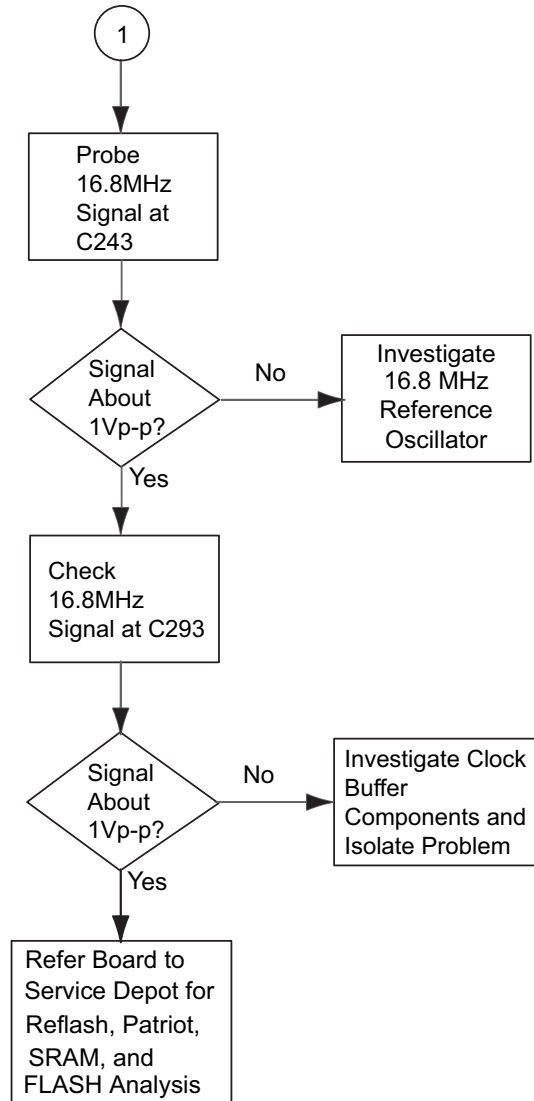 1
Probe
16.8MHz
Signal at
C243
Signal
About
1Vp-p?
No
Investigate
16.8 MHz
Reference
Oscillator
Yes
Check
16.8MHz
Signal at C293
Signal
About
1Vp-p?
No
Investigate Clock
Buffer
Components and
Isolate Problem
Yes
Refer Board to
Service Depot for
Reflash, Patriot,
SRAM, and
FLASH Analysis